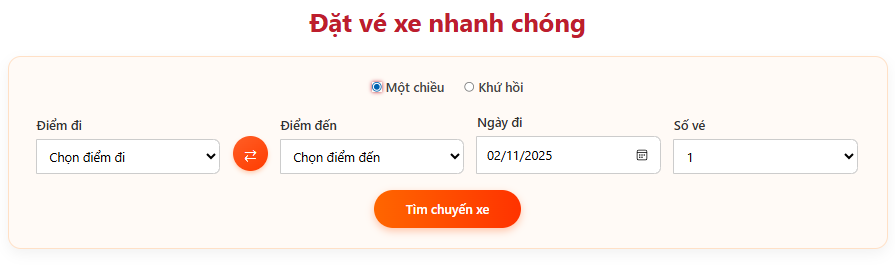 Đặt vé xe nhanh chóng
Một chiều Khứ hồi
Điểm đi Điểm đến Ngày đi Số vé
Chọn điểm đi Chọn điểm đến 02/11/2025 1
Tìm chuyến xe